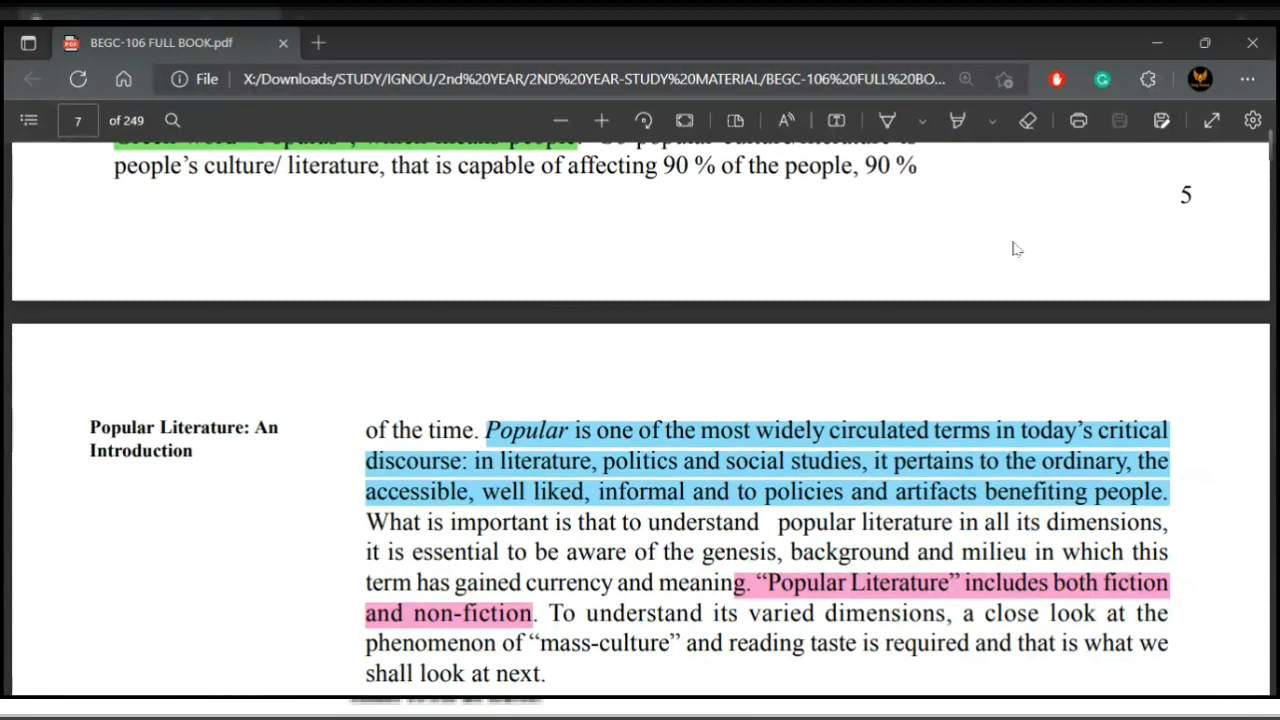 BEGC-106 FULL BOOK.pdf
File
X:/Downloads/STUDY/IGNOU/2nd%20YEAR/2ND%20YEAR-STUDY%20MATERIAL/BEGC-106%20FULL%20BO...
7 of 249
people's culture/ literature, that is capable of affecting 90 % of the people, 90 %
5
Popular Literature: An
Introduction
of the time. Popular is one of the most widely circulated terms in today's critical
discourse: in literature, politics and social studies, it pertains to the ordinary, the
accessible, well liked, informal and to policies and artifacts benefiting people.
What is important is that to understand popular literature in all its dimensions,
it is essential to be aware of the genesis, background and milieu in which this
term has gained currency and meaning. “Popular Literature” includes both fiction
and non-fiction. To understand its varied dimensions, a close look at the
phenomenon of “mass-culture” and reading taste is required and that is what we
shall look at next.